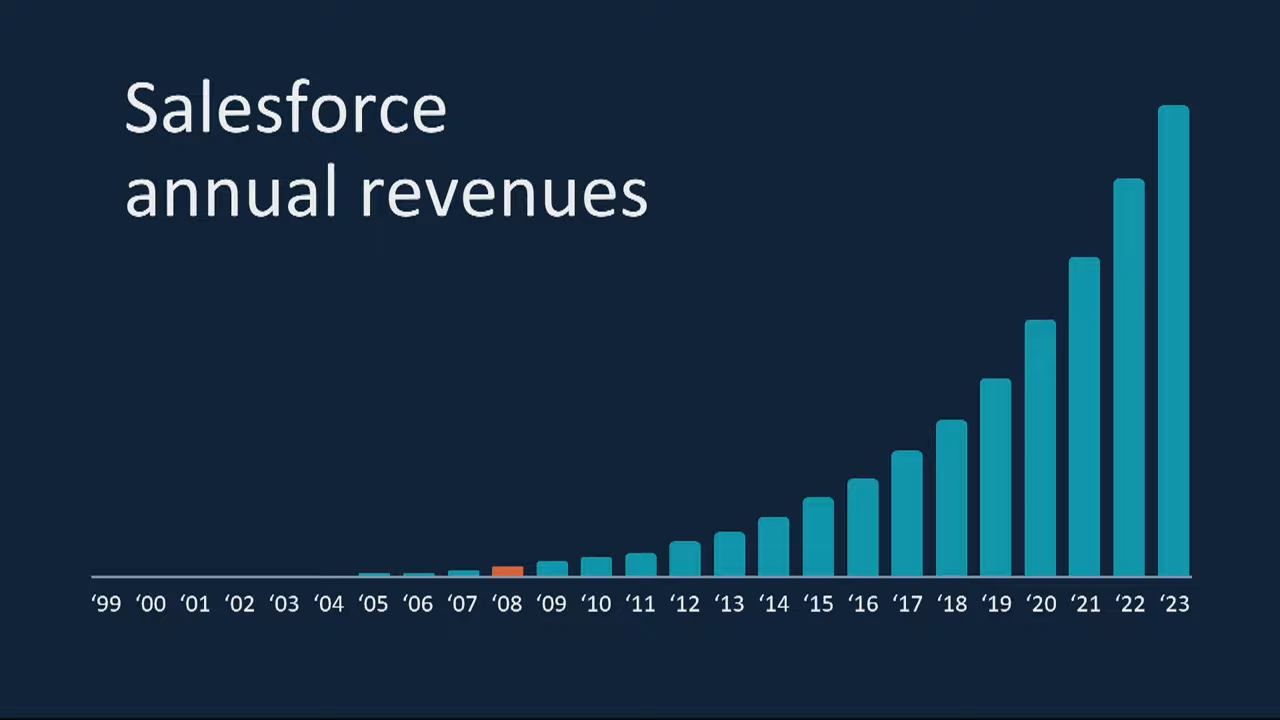 Salesforce
annual revenues
‘99 ‘00 ‘01 ‘02 ‘03 ‘04 ‘05 ‘06 ‘07 ‘08 ‘09 ‘10 ‘11 ‘12 ‘13 ‘14 ‘15 ‘16 ‘17 ‘18 ‘19 ‘20 ‘21 ‘22 ‘23